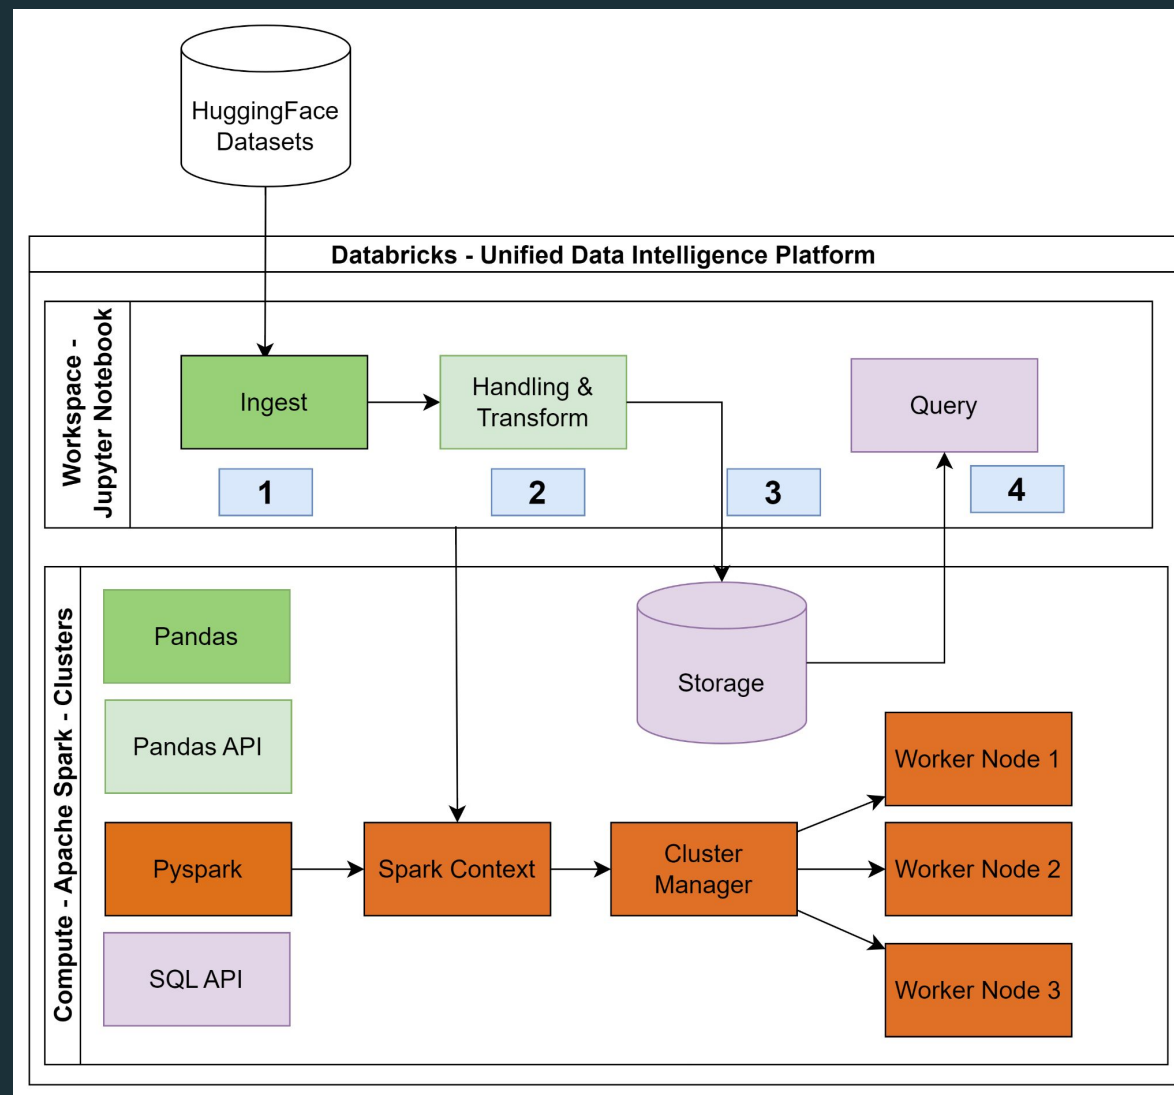 HuggingFace
Datasets
Databricks - Unified Data Intelligence Platform
Workspace -
Jupyter Notebook
Ingest
Handling &
Transform
Query
1
2
3
4
Compute - Apache Spark - Clusters
Pandas
Pandas API
Pyspark
SQL API
Storage
Spark Context
Cluster
Manager
Worker Node 1
Worker Node 2
Worker Node 3